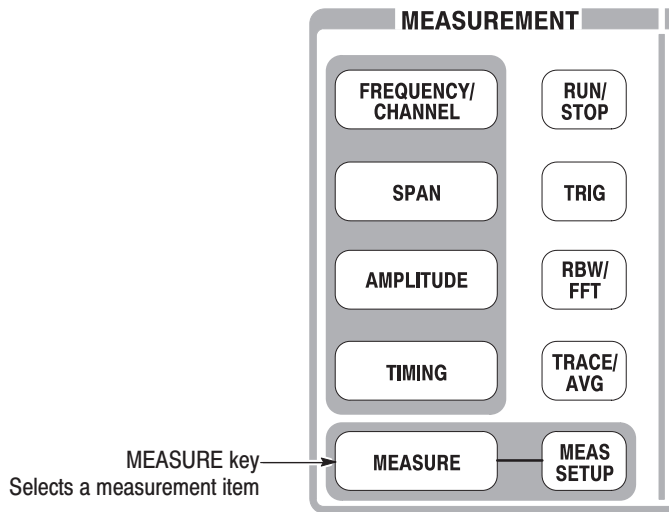 MEASUREMENT
FREQUENCY/
CHANNEL
RUN/
STOP
SPAN
TRIG
AMPLITUDE
RBW/
FFT
TIMING
TRACE/
AVG
MEASURE key
Selects a measurement item
MEASURE
MEAS
SETUP